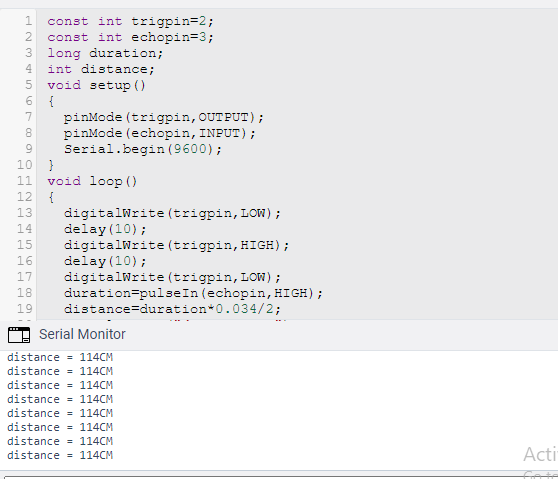 1 const int trigpin=2;
2 const int echopin=3;
3 long duration;
4 int distance;
5 void setup()
6 {
7 pinMode(trigpin,OUTPUT);
8 pinMode(echopin,INPUT);
9 Serial.begin(9600);
10 }
11 void loop()
12 {
13 digitalWrite(trigpin,LOW);
14 delay(10);
15 digitalWrite(trigpin,HIGH);
16 delay(10);
17 digitalWrite(trigpin,LOW);
18 duration=pulseIn(echopin,HIGH);
19 distance=duration*0.034/2;
Serial Monitor
distance = 114CM
distance = 114CM
distance = 114CM
distance = 114CM
distance = 114CM
distance = 114CM
distance = 114CM
distance = 114CM
Acti